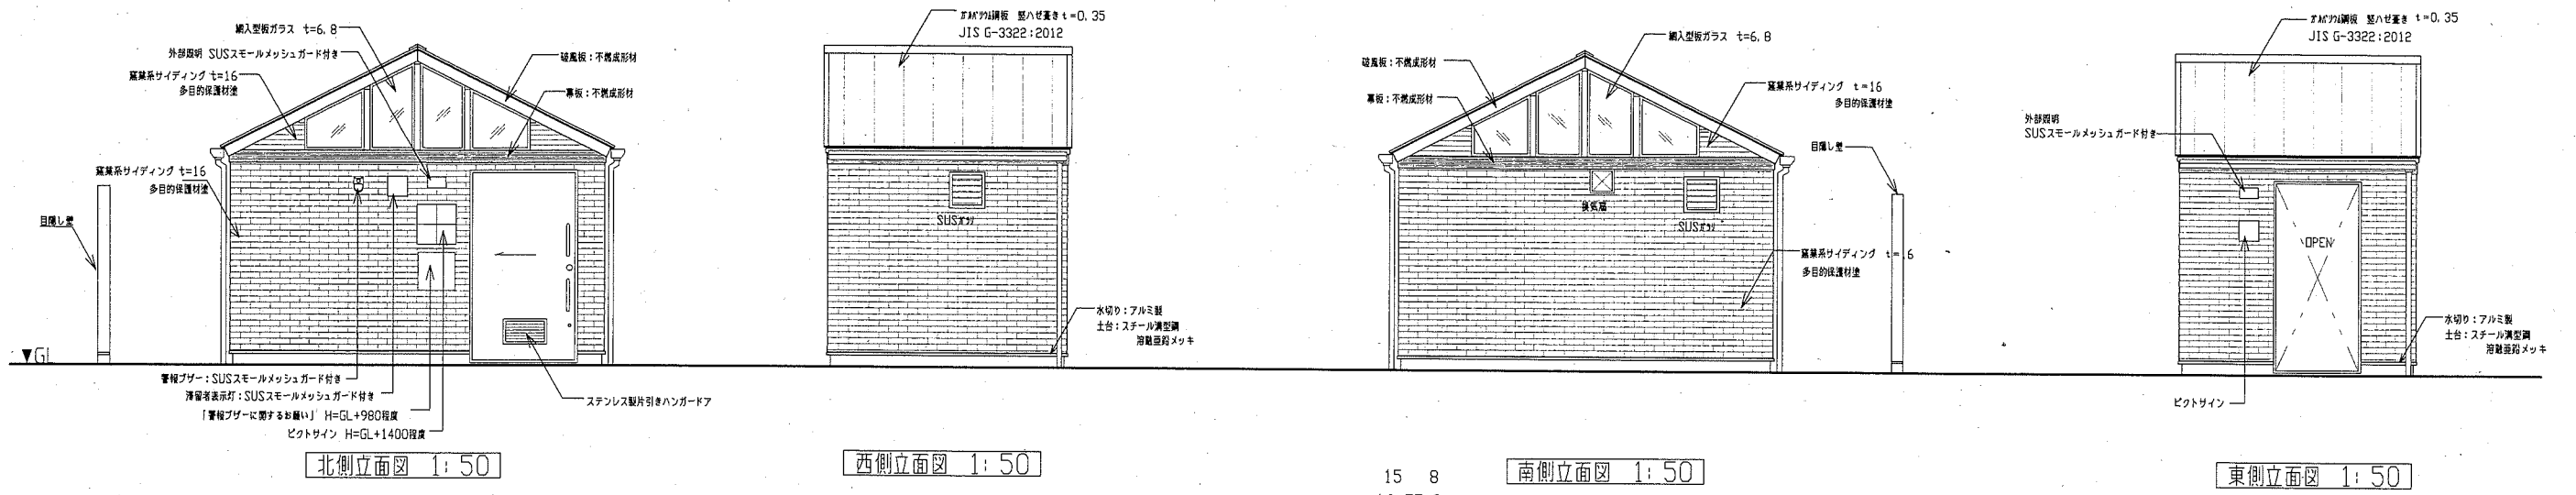 網入型板ガラス t=6.8
外部照明 SUSスモールメッシュガード付き
窯業系サイディング t=16
多目的保護材塗
破風板：不燃成形材
幕板：不燃成形材
窯業系サイディング t=16
多目的保護材塗
目隠し壁
▼GL
警報ブザー：SUSスモールメッシュガード付き
滞留者表示灯：SUSスモールメッシュガード付き
「警報ブザーに関するお願い」 H=GL+980程度
ピクトサイン H=GL+1400程度
ステンレス製片引きハンガードア
北側立面図 1:50
ガルバリウム鋼板 竪ハゼ葺き t=0.35
JIS G-3322:2012
SUSガラリ
水切り：アルミ製
土台：スチール溝型鋼
溶融亜鉛メッキ
西側立面図 1:50
網入型板ガラス t=6.8
破風板：不燃成形材
幕板：不燃成形材
窯業系サイディング t=16
多目的保護材塗
目隠し壁
換気扇
SUSガラリ
窯業系サイディング t= 6
多目的保護材塗
15 8
南側立面図 1:50
ガルバリウム鋼板 竪ハゼ葺き t=0.35
JIS G-3322:2012
外部照明
SUSスモールメッシュガード付き
OPEN
水切り：アルミ製
土台：スチール溝型鋼
溶融亜鉛メッキ
ピクトサイン
東側立面図 1:50